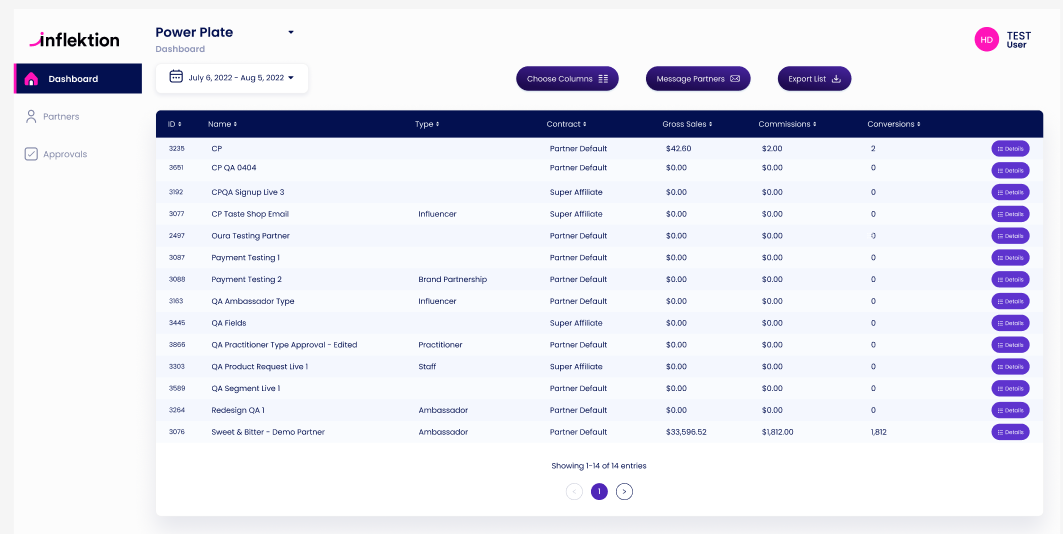 inflektion
Power Plate
Dashboard
HD
TEST
User
Dashboard
Partners
Approvals
July 6, 2022 - Aug 5, 2022
Choose Columns
Message Partners
Export List
ID Name Type Contract Gross Sales Commissions Conversions
3235 CP Partner Default $42.60 $2.00 2 Details
3651 CP QA 0404 Partner Default $0.00 $0.00 0 Details
3192 CPQA Signup Live 3 Super Affiliate $0.00 $0.00 0 Details
3077 CP Taste Shop Email Influencer Super Affiliate $0.00 $0.00 0 Details
2497 Oura Testing Partner Partner Default $0.00 $0.00 0 Details
3087 Payment Testing 1 Partner Default $0.00 $0.00 0 Details
3088 Payment Testing 2 Brand Partnership Partner Default $0.00 $0.00 0 Details
3163 QA Ambassador Type Influencer Partner Default $0.00 $0.00 0 Details
3445 QA Fields Super Affiliate $0.00 $0.00 0 Details
3866 QA Practitioner Type Approval - Edited Practitioner Partner Default $0.00 $0.00 0 Details
3303 QA Product Request Live 1 Staff Super Affiliate $0.00 $0.00 0 Details
3589 QA Segment Live 1 Partner Default $0.00 $0.00 0 Details
3264 Redesign QA 1 Ambassador Partner Default $0.00 $0.00 0 Details
3076 Sweet & Bitter - Demo Partner Ambassador Partner Default $33,596.52 $1,812.00 1,812 Details
Showing 1-14 of 14 entries
< 1 >